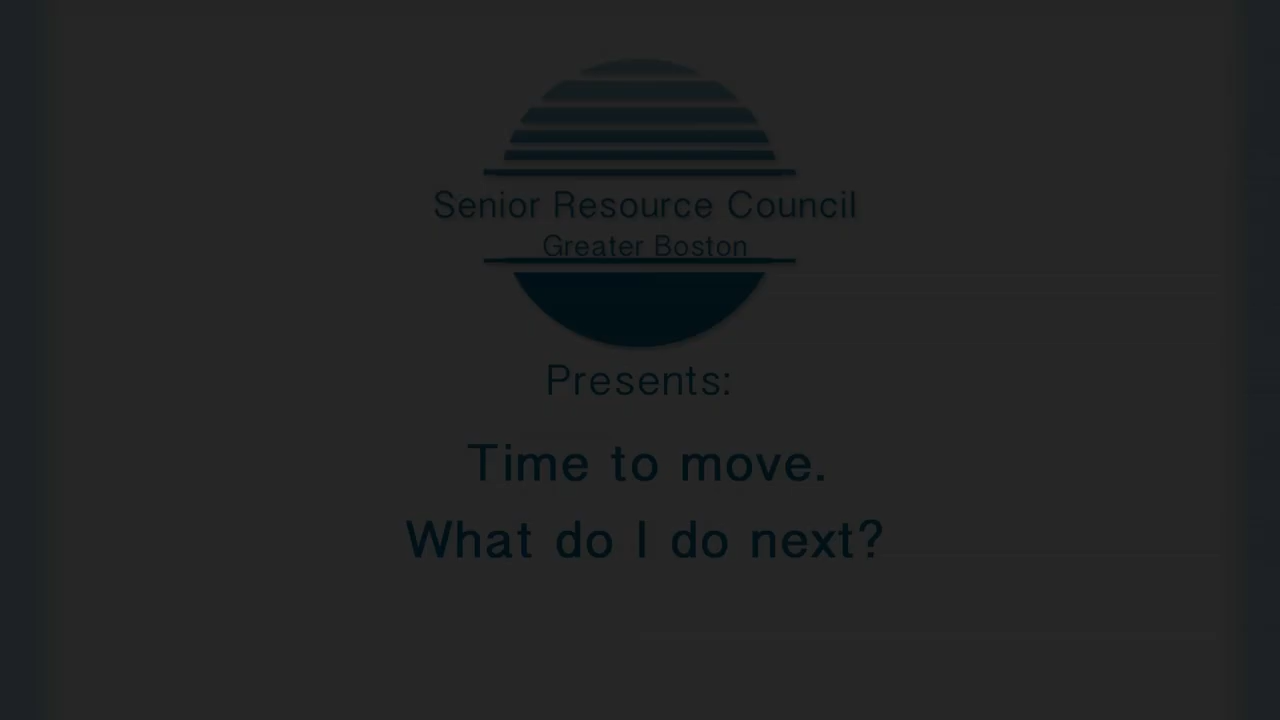 Senior Resource Council
Greater Boston
Presents:
Time to move.
What do I do next?